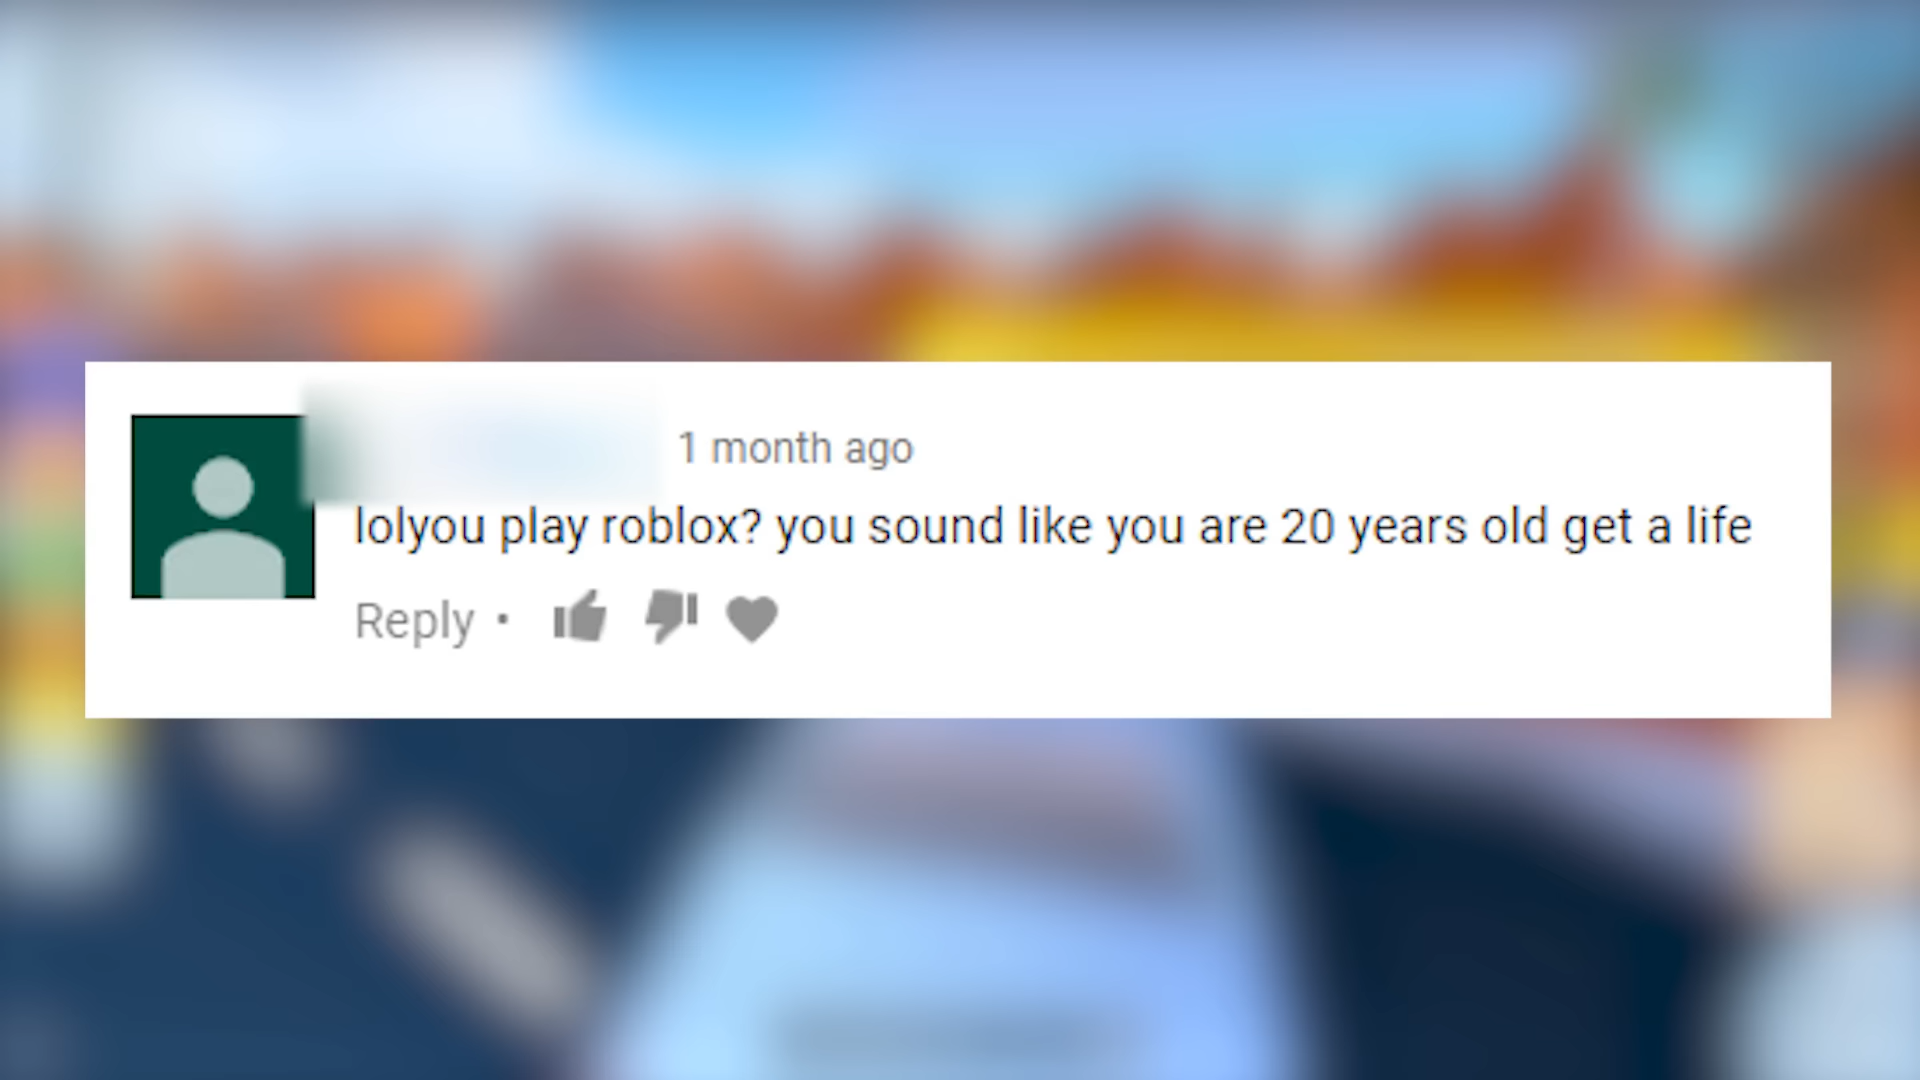 1 month ago
lolyou play roblox? you sound like you are 20 years old get a life
Reply •